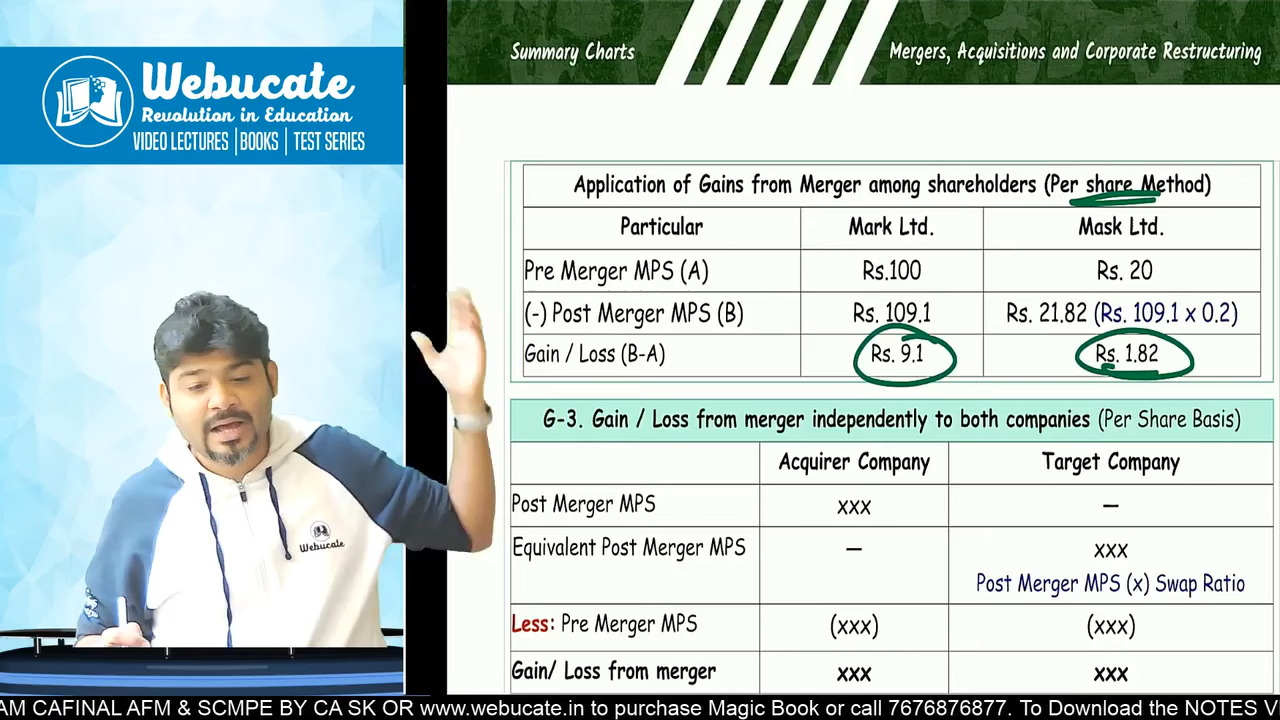 Webucate
Revolution in Education
VIDEO LECTURES | BOOKS | TEST SERIES
Summary Charts
Mergers, Acquisitions and Corporate Restructuring
Application of Gains from Merger among shareholders (Per share Method)
Particular Mark Ltd. Mask Ltd.
Pre Merger MPS (A) Rs.100 Rs. 20
(-) Post Merger MPS (B) Rs. 109.1 Rs. 21.82 (Rs. 109.1 x 0.2)
Gain / Loss (B-A) Rs. 9.1 Rs. 1.82
G-3. Gain / Loss from merger independently to both companies (Per Share Basis)
Acquirer Company Target Company
Post Merger MPS xxx –
Equivalent Post Merger MPS – xxx
Post Merger MPS (x) Swap Ratio
Less: Pre Merger MPS (xxx) (xxx)
Gain/ Loss from merger xxx xxx
Webucate
AM CAFINAL AFM & SCMPE BY CA SK OR www.webucate.in to purchase Magic Book or call 7676876877. To Download the NOTES V